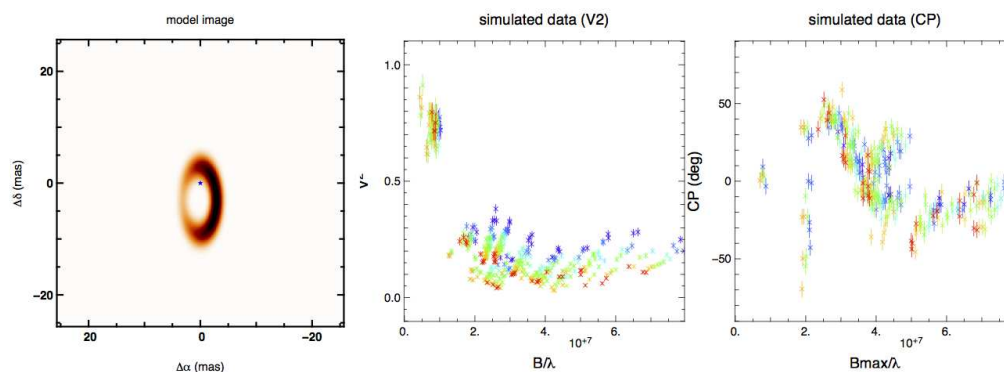 model image
Δδ (mas)
20
0
−20
20
0
−20
Δα (mas)
simulated data (V2)
V2
1.0
0.5
0.0
0.
2.
4.
6.
10+7
B/λ
simulated data (CP)
CP (deg)
50
0
−50
0.
2.
4.
6.
10+7
Bmax/λ